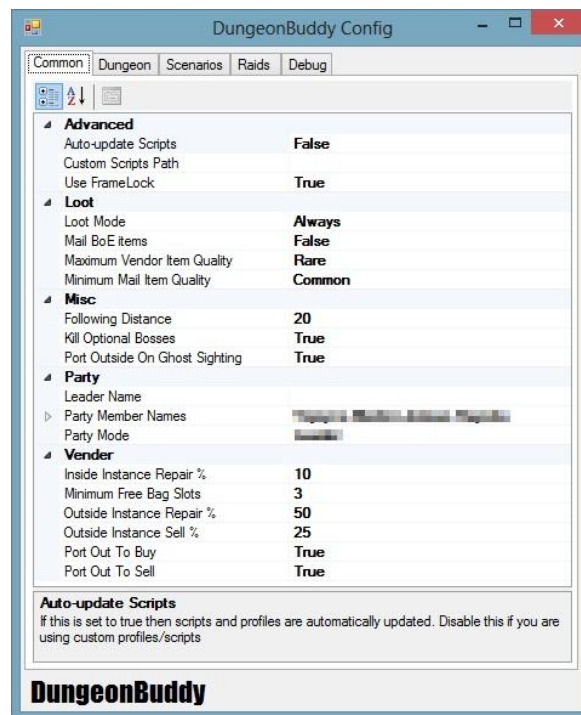 DungeonBuddy Config
Common Dungeon Scenarios Raids Debug
Advanced
Auto-update Scripts False
Custom Scripts Path
Use FrameLock True
Loot
Loot Mode Always
Mail BoE items False
Maximum Vendor Item Quality Rare
Minimum Mail Item Quality Common
Misc
Following Distance 20
Kill Optional Bosses True
Port Outside On Ghost Sighting True
Party
Leader Name
Party Member Names
Party Mode
Vender
Inside Instance Repair % 10
Minimum Free Bag Slots 3
Outside Instance Repair % 50
Outside Instance Sell % 25
Port Out To Buy True
Port Out To Sell True
Auto-update Scripts
If this is set to true then scripts and profiles are automatically updated. Disable this if you are
using custom profiles/scripts
DungeonBuddy